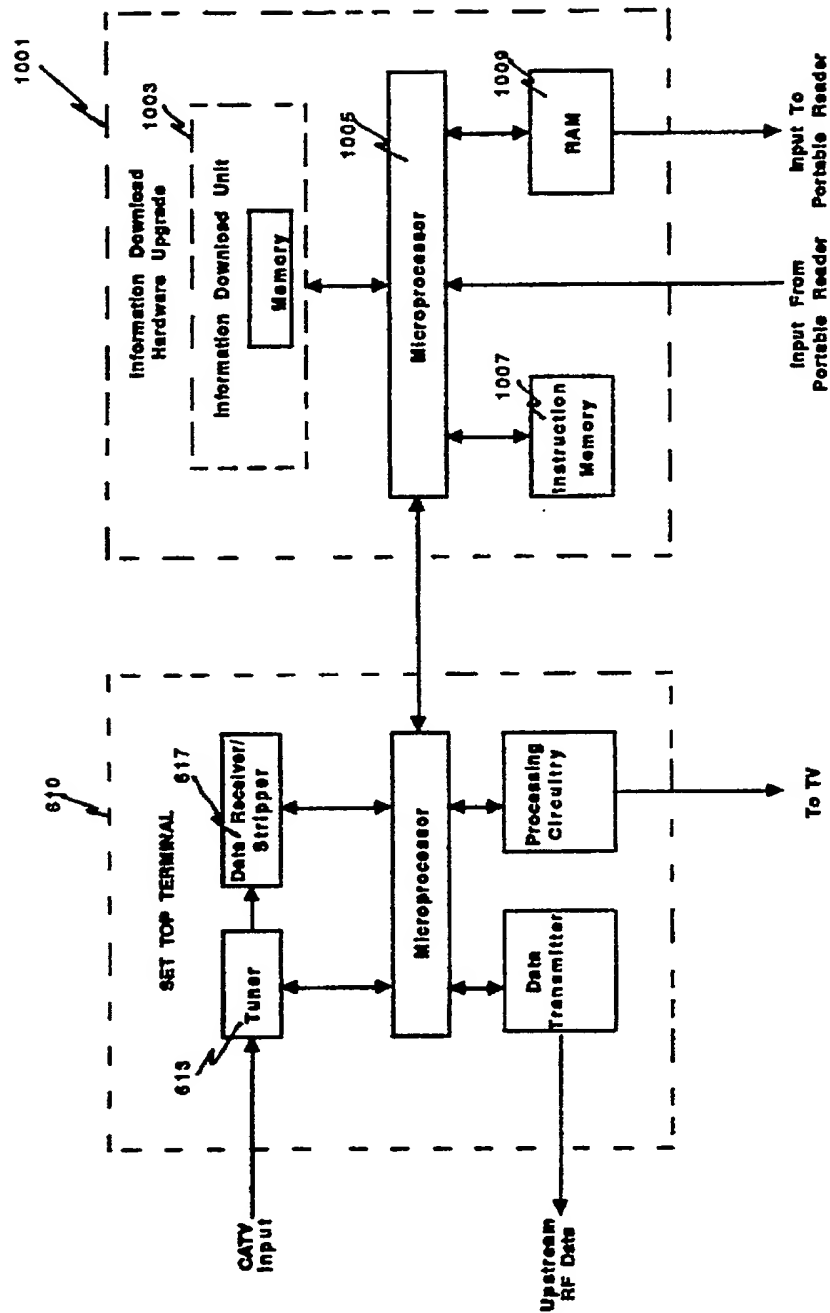 610
SET TOP TERMINAL
613
617
Tuner
Data Receiver/
Stripper
CATV
Input
Microprocessor
Data
Transmitter
Processing
Circuitry
Upstream
RF Data
To TV
1001
Information Download
Hardware Upgrade
1003
Information Download Unit
Memory
1005
Microprocessor
1007
Instruction
Memory
1009
RAM
Input From
Portable Reader
Input To
Portable Reader